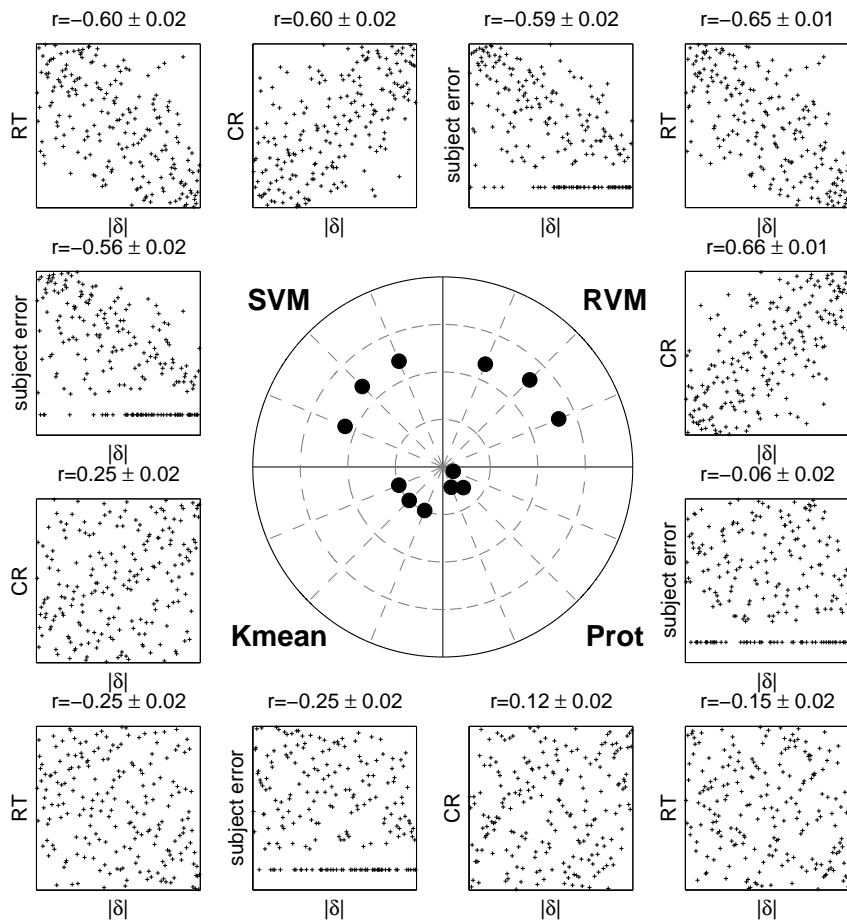 r=−0.60 ± 0.02
r=0.60 ± 0.02
r=−0.59 ± 0.02
r=−0.65 ± 0.01
RT
CR
subject error
RT
|δ|
|δ|
|δ|
|δ|
r=−0.56 ± 0.02
r=0.66 ± 0.01
SVM
RVM
subject error
CR
|δ|
|δ|
r=0.25 ± 0.02
r=−0.06 ± 0.02
CR
subject error
Kmean
Prot
|δ|
|δ|
r=−0.25 ± 0.02
r=−0.25 ± 0.02
r=0.12 ± 0.02
r=−0.15 ± 0.02
RT
subject error
CR
RT
|δ|
|δ|
|δ|
|δ|